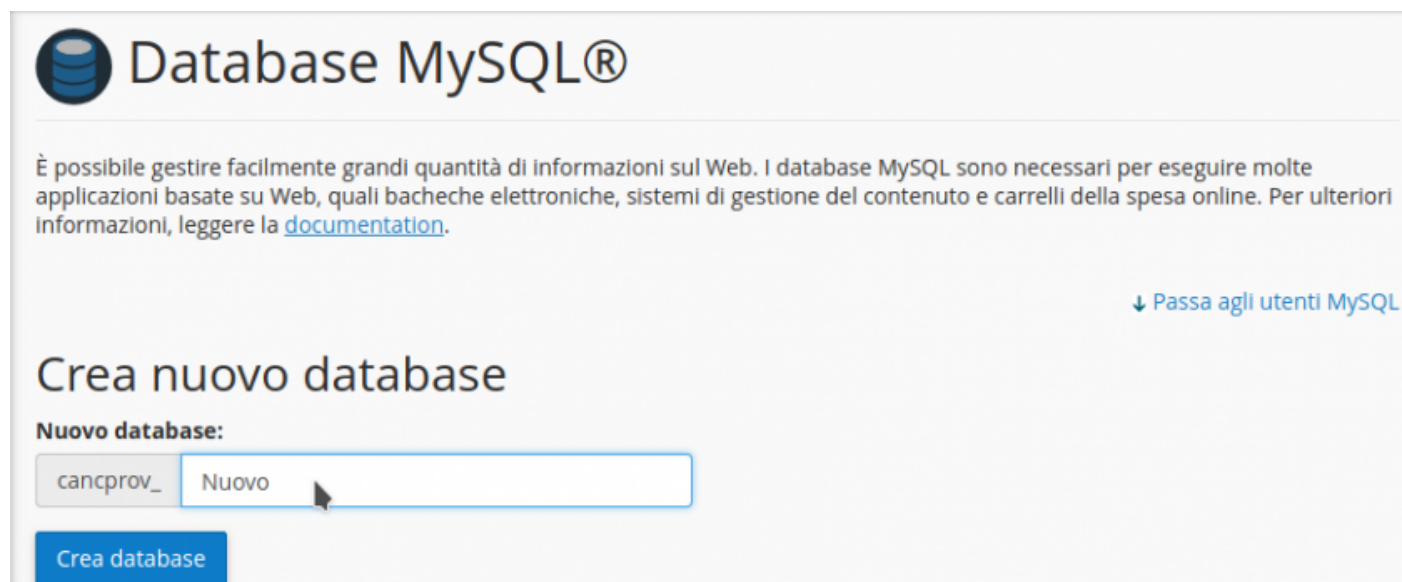 Database MySQL®
È possibile gestire facilmente grandi quantità di informazioni sul Web. I database MySQL sono necessari per eseguire molte
applicazioni basate su Web, quali bacheche elettroniche, sistemi di gestione del contenuto e carrelli della spesa online. Per ulteriori
informazioni, leggere la documentation.
Passa agli utenti MySQL
Crea nuovo database
Nuovo database:
cancprov_ Nuovo
Crea database